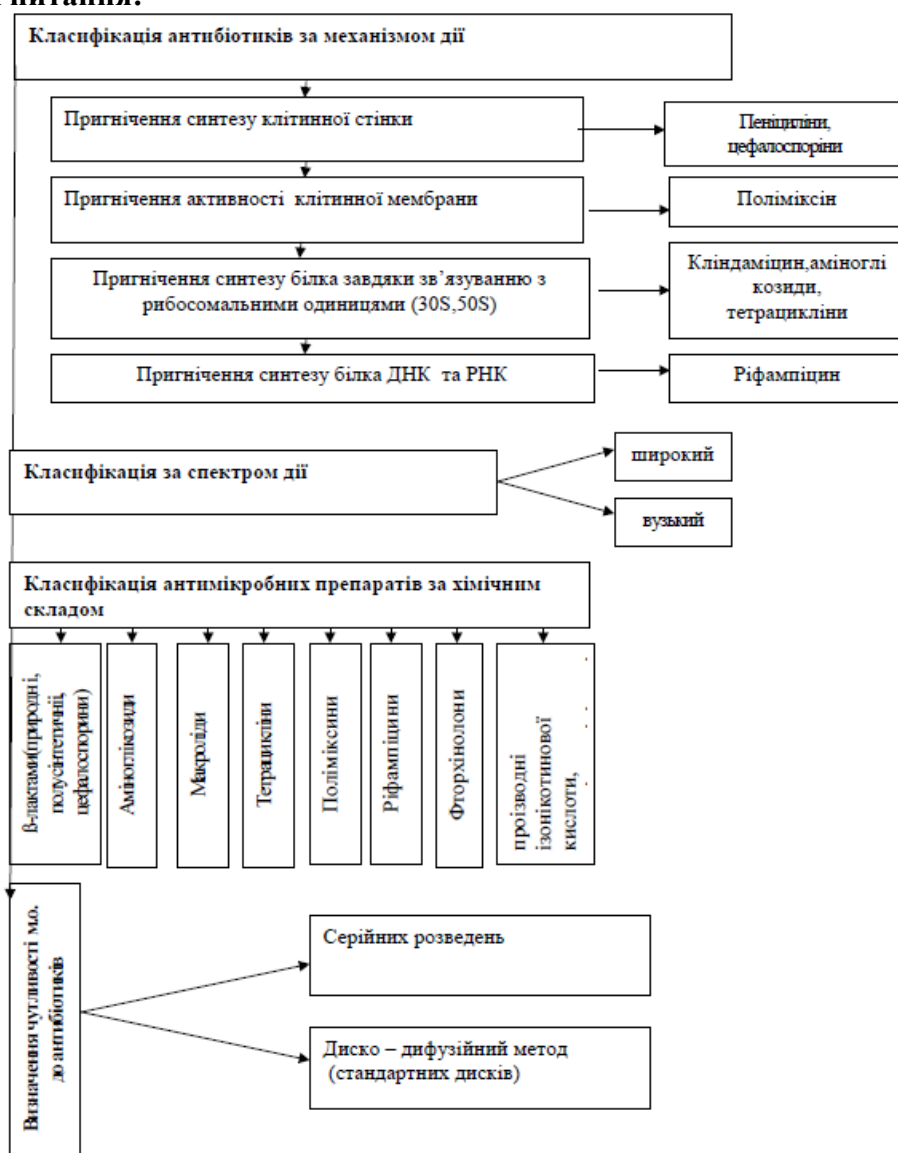 питання:
Класифікація антибіотиків за механізмом дії
Пригнічення синтезу клітинної стінки
Пеніциліни,
цефалоспоріни
Пригнічення активності клітинної мембрани
Поліміксін
Пригнічення синтезу білка завдяки зв’язуванню з
рибосомальними одиницями (30S,50S)
Кліндаміцин,аміноглі
козиди,
тетрацикліни
Пригнічення синтезу білка ДНК та РНК
Ріфампіцин
Класифікація за спектром дії
широкий
вузький
Класифікація антимікробних препаратів за хімічним
складом
β-лактами(природні,
полусінтетичнії,
цефалоспорини)
Аміноглікозиди
Макроліди
Тетрацикліни
Поліміксини
Ріфампіцини
Фторхінолони
проізводні
ізонікотинової
кислоти,
Визначення чутливості м.о.
до антибіотиків
Серійних розведень
Диско – дифузійний метод
(стандартних дисків)